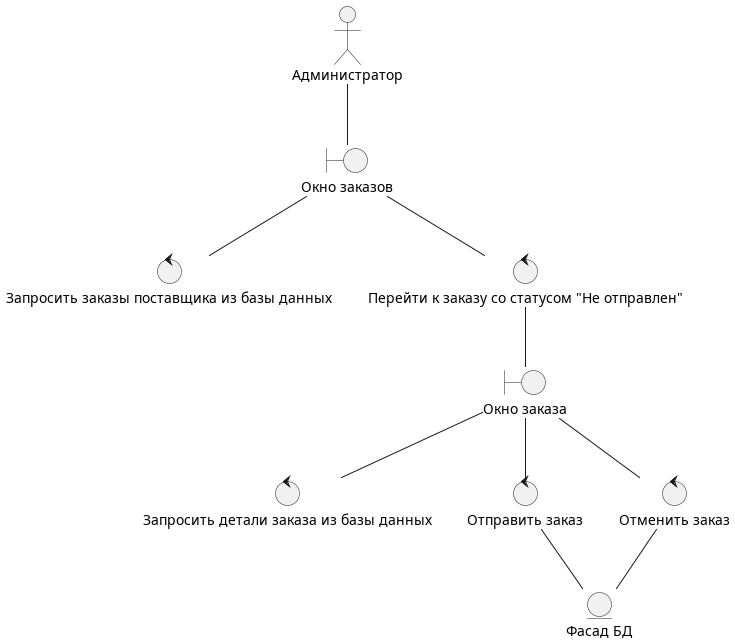 Администратор
Окно заказов
Запросить заказы поставщика из базы данных
Перейти к заказу со статусом "Не отправлен"
Окно заказа
Запросить детали заказа из базы данных
Отправить заказ
Отменить заказ
Фасад БД